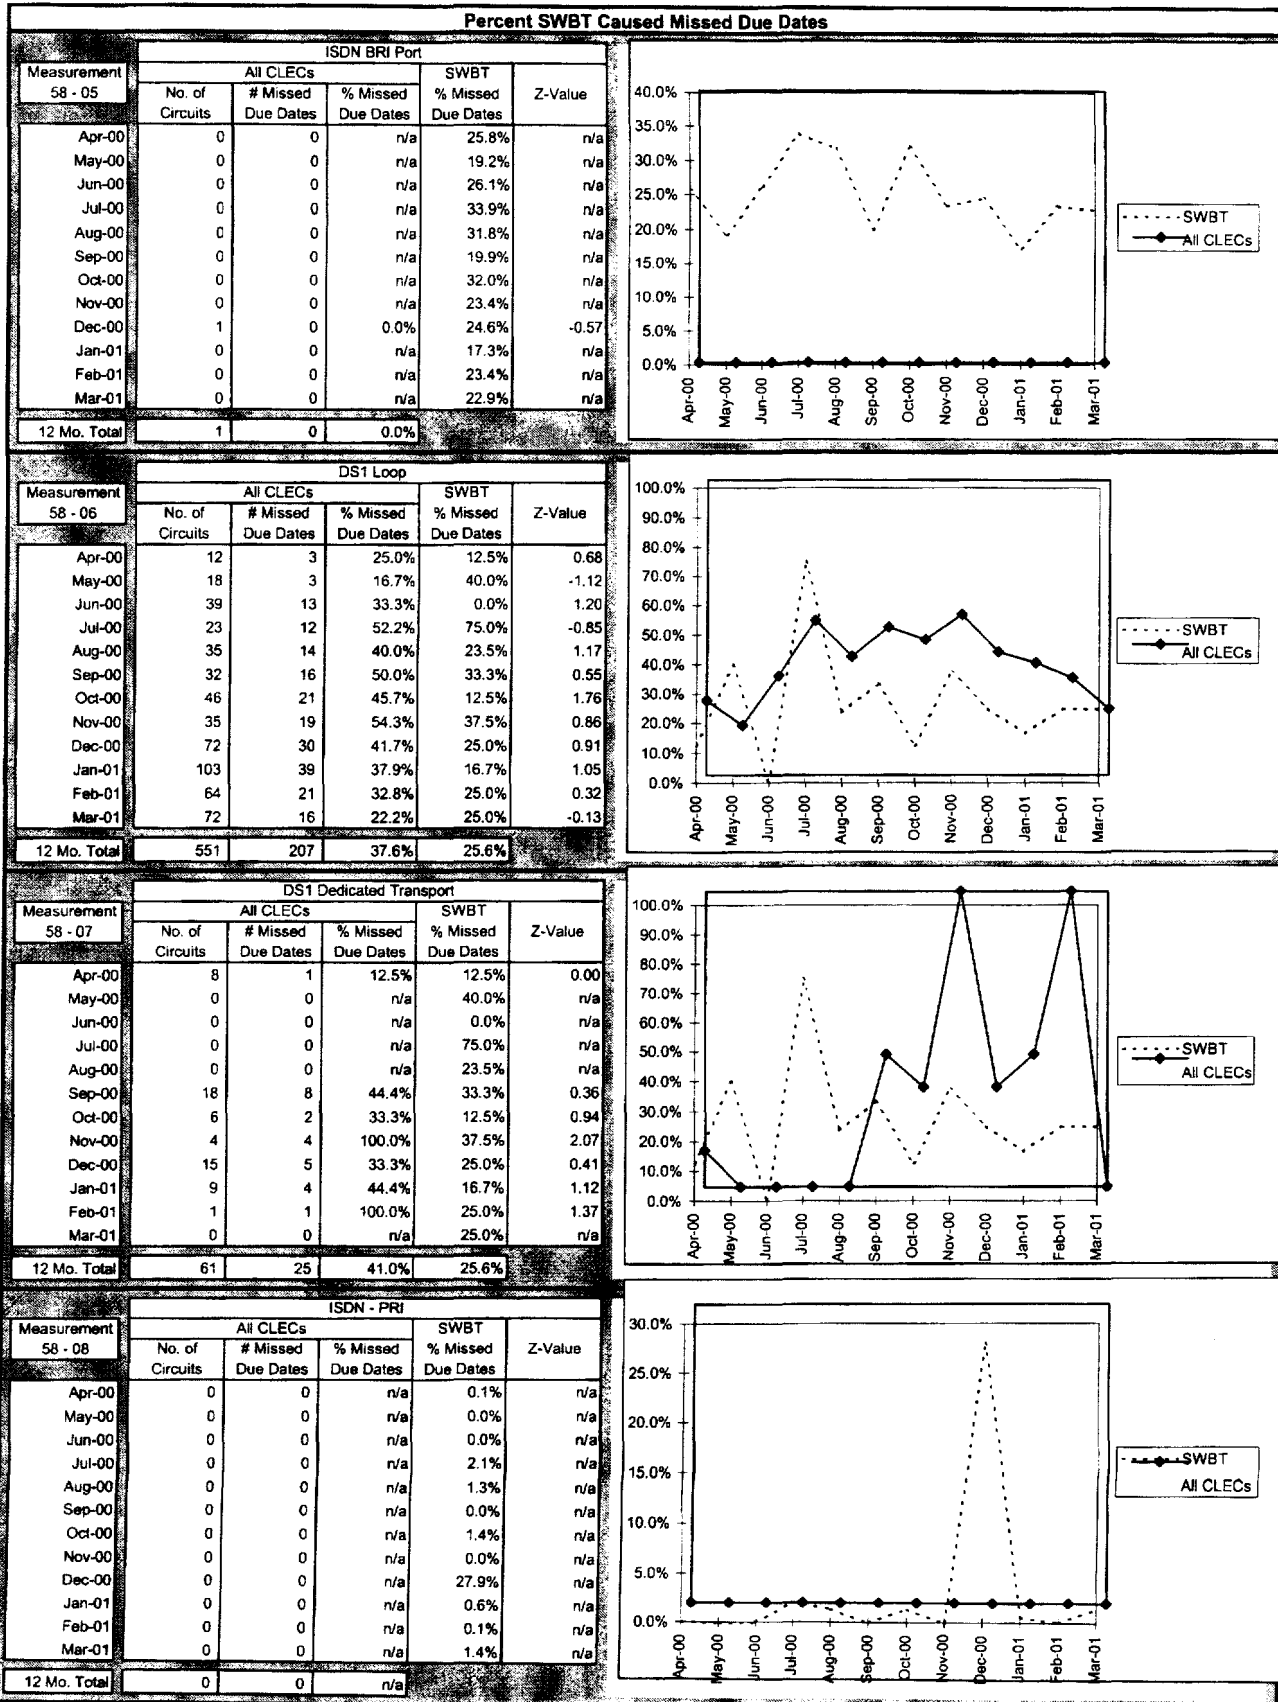 Percent SWBT Caused Missed Due Dates
ISDN BRI Port
Measurement All CLECs SWBT
58 - 05 No. of # Missed % Missed % Missed Z-Value
Circuits Due Dates Due Dates Due Dates
Apr-00 0 0 n/a 25.8% n/a
May-00 0 0 n/a 19.2% n/a
Jun-00 0 0 n/a 26.1% n/a
Jul-00 0 0 n/a 33.9% n/a
Aug-00 0 0 n/a 31.8% n/a
Sep-00 0 0 n/a 19.9% n/a
Oct-00 0 0 n/a 32.0% n/a
Nov-00 0 0 n/a 23.4% n/a
Dec-00 1 0 0.0% 24.6% -0.57
Jan-01 0 0 n/a 17.3% n/a
Feb-01 0 0 n/a 23.4% n/a
Mar-01 0 0 n/a 22.9% n/a
12 Mo. Total 1 0 0.0%
40.0%
35.0%
30.0%
25.0%
20.0%
15.0%
10.0%
5.0%
0.0%
Apr-00 May-00 Jun-00 Jul-00 Aug-00 Sep-00 Oct-00 Nov-00 Dec-00 Jan-01 Feb-01 Mar-01
SWBT
All CLECs
DS1 Loop
Measurement All CLECs SWBT
58 - 06 No. of # Missed % Missed % Missed Z-Value
Circuits Due Dates Due Dates Due Dates
Apr-00 12 3 25.0% 12.5% 0.68
May-00 18 3 16.7% 40.0% -1.12
Jun-00 39 13 33.3% 0.0% 1.20
Jul-00 23 12 52.2% 75.0% -0.85
Aug-00 35 14 40.0% 23.5% 1.17
Sep-00 32 16 50.0% 33.3% 0.55
Oct-00 46 21 45.7% 12.5% 1.76
Nov-00 35 19 54.3% 37.5% 0.86
Dec-00 72 30 41.7% 25.0% 0.91
Jan-01 103 39 37.9% 16.7% 1.05
Feb-01 64 21 32.8% 25.0% 0.32
Mar-01 72 16 22.2% 25.0% -0.13
12 Mo. Total 551 207 37.6% 25.6%
100.0%
90.0%
80.0%
70.0%
60.0%
50.0%
40.0%
30.0%
20.0%
10.0%
0.0%
Apr-00 May-00 Jun-00 Jul-00 Aug-00 Sep-00 Oct-00 Nov-00 Dec-00 Jan-01 Feb-01 Mar-01
SWBT
All CLECs
DS1 Dedicated Transport
Measurement All CLECs SWBT
58 - 07 No. of # Missed % Missed % Missed Z-Value
Circuits Due Dates Due Dates Due Dates
Apr-00 8 1 12.5% 12.5% 0.00
May-00 0 0 n/a 40.0% n/a
Jun-00 0 0 n/a 0.0% n/a
Jul-00 0 0 n/a 75.0% n/a
Aug-00 0 0 n/a 23.5% n/a
Sep-00 18 8 44.4% 33.3% 0.36
Oct-00 6 2 33.3% 12.5% 0.94
Nov-00 4 4 100.0% 37.5% 2.07
Dec-00 15 5 33.3% 25.0% 0.41
Jan-01 9 4 44.4% 16.7% 1.12
Feb-01 1 1 100.0% 25.0% 1.37
Mar-01 0 0 n/a 25.0% n/a
12 Mo. Total 61 25 41.0% 25.6%
100.0%
90.0%
80.0%
70.0%
60.0%
50.0%
40.0%
30.0%
20.0%
10.0%
0.0%
Apr-00 May-00 Jun-00 Jul-00 Aug-00 Sep-00 Oct-00 Nov-00 Dec-00 Jan-01 Feb-01 Mar-01
SWBT
All CLECs
ISDN - PRI
Measurement All CLECs SWBT
58 - 08 No. of # Missed % Missed % Missed Z-Value
Circuits Due Dates Due Dates Due Dates
Apr-00 0 0 n/a 0.1% n/a
May-00 0 0 n/a 0.0% n/a
Jun-00 0 0 n/a 0.0% n/a
Jul-00 0 0 n/a 2.1% n/a
Aug-00 0 0 n/a 1.3% n/a
Sep-00 0 0 n/a 0.0% n/a
Oct-00 0 0 n/a 1.4% n/a
Nov-00 0 0 n/a 0.0% n/a
Dec-00 0 0 n/a 27.9% n/a
Jan-01 0 0 n/a 0.6% n/a
Feb-01 0 0 n/a 0.1% n/a
Mar-01 0 0 n/a 1.4% n/a
12 Mo. Total 0 0 n/a
30.0%
25.0%
20.0%
15.0%
10.0%
5.0%
0.0%
Apr-00 May-00 Jun-00 Jul-00 Aug-00 Sep-00 Oct-00 Nov-00 Dec-00 Jan-01 Feb-01 Mar-01
SWBT
All CLECs